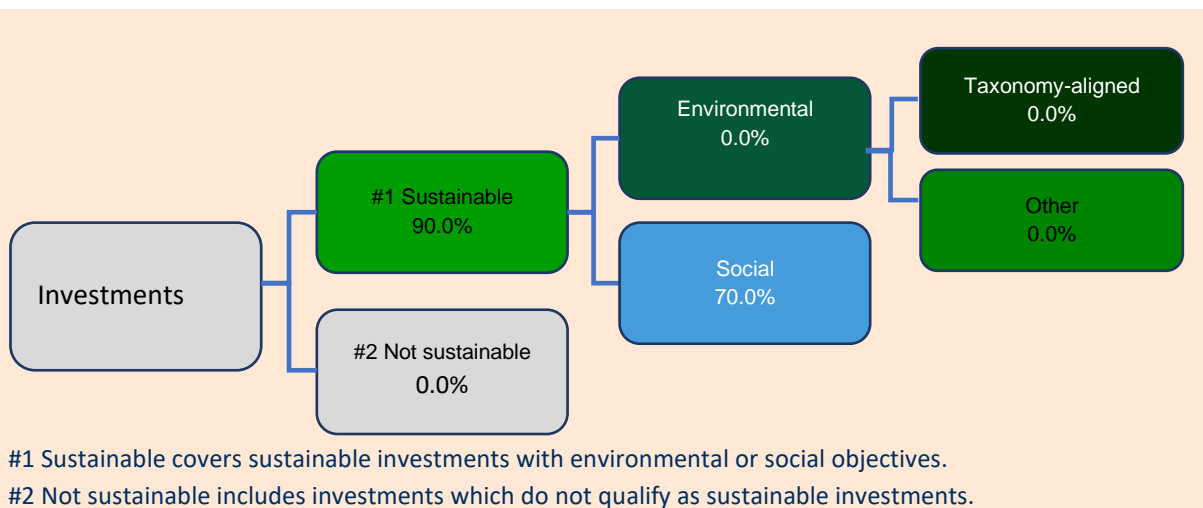 Investments
#1 Sustainable
90.0%
#2 Not sustainable
0.0%
Environmental
0.0%
Social
70.0%
Taxonomy-aligned
0.0%
Other
0.0%
#1 Sustainable covers sustainable investments with environmental or social objectives.
#2 Not sustainable includes investments which do not qualify as sustainable investments.